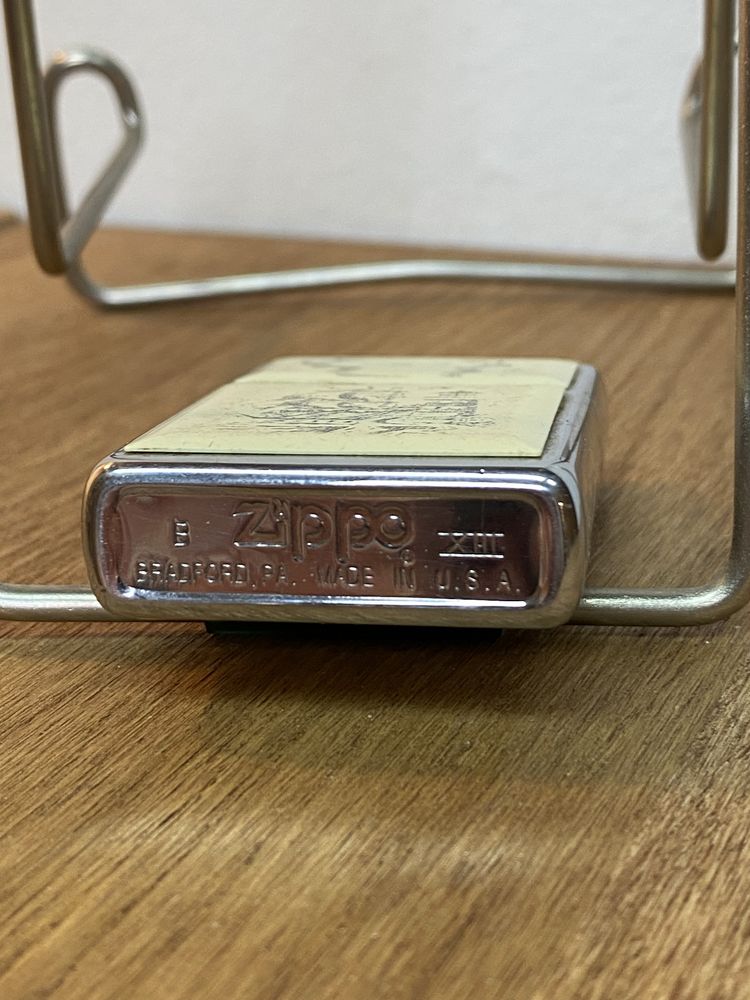 B Zippo® XIII
BRADFORD, PA. MADE IN U.S.A.